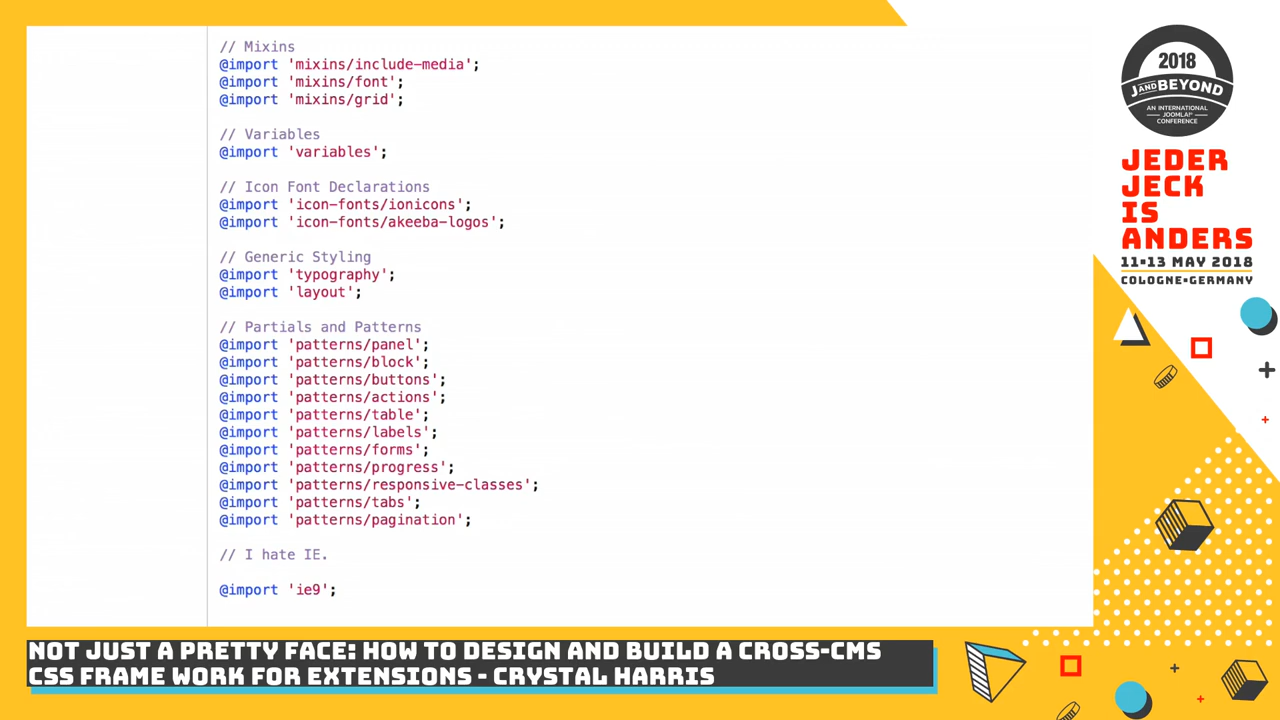 // Mixins
@import 'mixins/include-media';
@import 'mixins/font';
@import 'mixins/grid';
// Variables
@import 'variables';
// Icon Font Declarations
@import 'icon-fonts/ionicons';
@import 'icon-fonts/akeeba-logos';
// Generic Styling
@import 'typography';
@import 'layout';
// Partials and Patterns
@import 'patterns/panel';
@import 'patterns/block';
@import 'patterns/buttons';
@import 'patterns/actions';
@import 'patterns/table';
@import 'patterns/labels';
@import 'patterns/forms';
@import 'patterns/progress';
@import 'patterns/responsive-classes';
@import 'patterns/tabs';
@import 'patterns/pagination';
// I hate IE.
@import 'ie9';
2018
JANDBEYOND
AN INTERNATIONAL
JOOMLA!®
CONFERENCE
JEDER
JECK
IS
ANDERS
11•13 MAY 2018
COLOGNE•GERMANY
NOT JUST A PRETTY FACE: HOW TO DESIGN AND BUILD A CROSS-CMS
CSS FRAME WORK FOR EXTENSIONS - CRYSTAL HARRIS